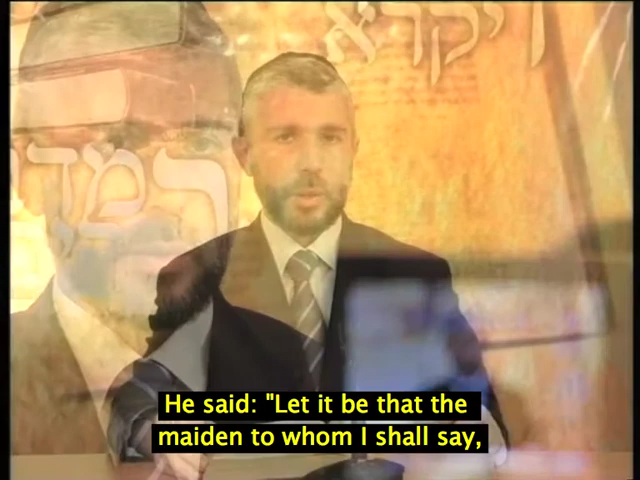 ויקרא
He said: "Let it be that the
maiden to whom I shall say,